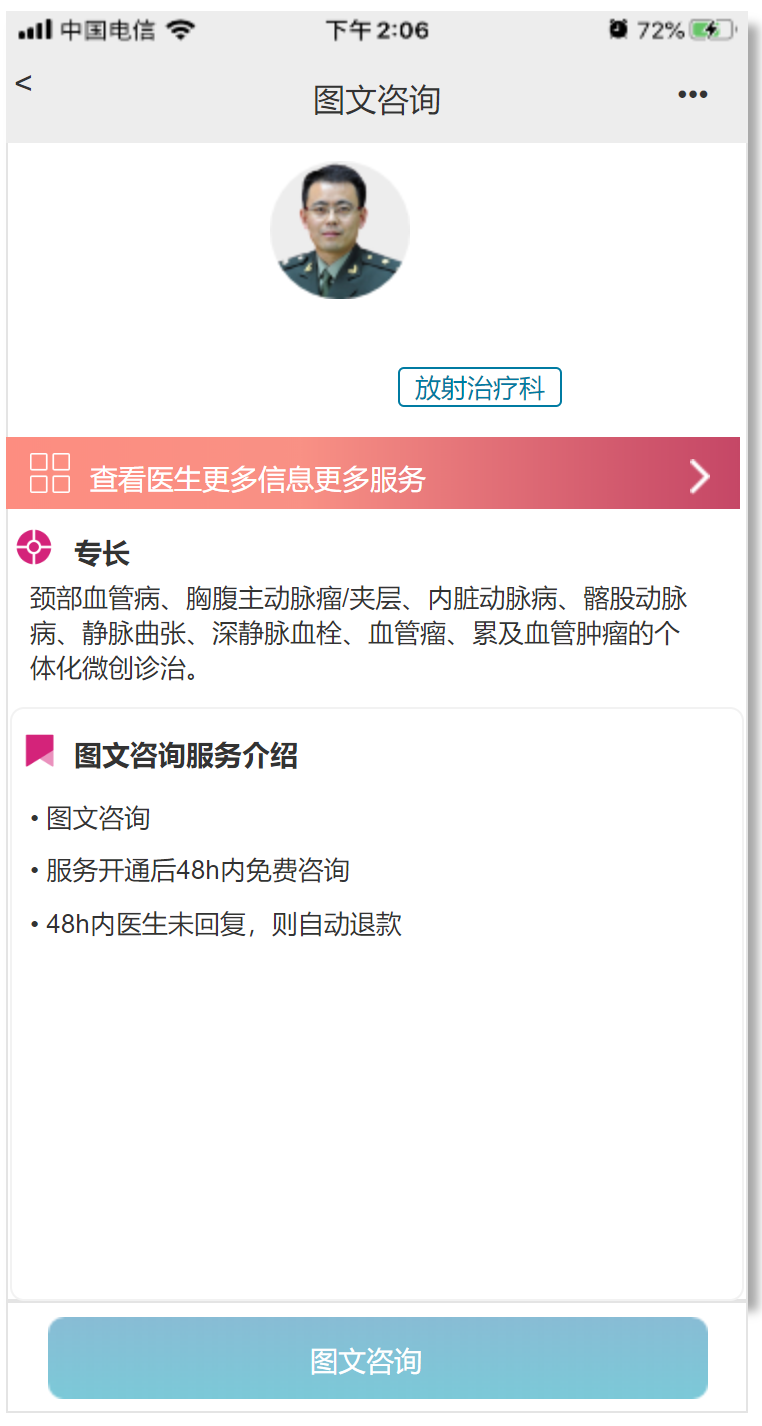 中国电信 下午2:06 72%
<
图文咨询 •••
放射治疗科
查看医生更多信息更多服务
专长
颈部血管病、胸腹主动脉瘤/夹层、内脏动脉病、髂股动脉
病、静脉曲张、深静脉血栓、血管瘤、累及血管肿瘤的个
体化微创诊治。
图文咨询服务介绍
• 图文咨询
• 服务开通后48h内免费咨询
• 48h内医生未回复，则自动退款
图文咨询